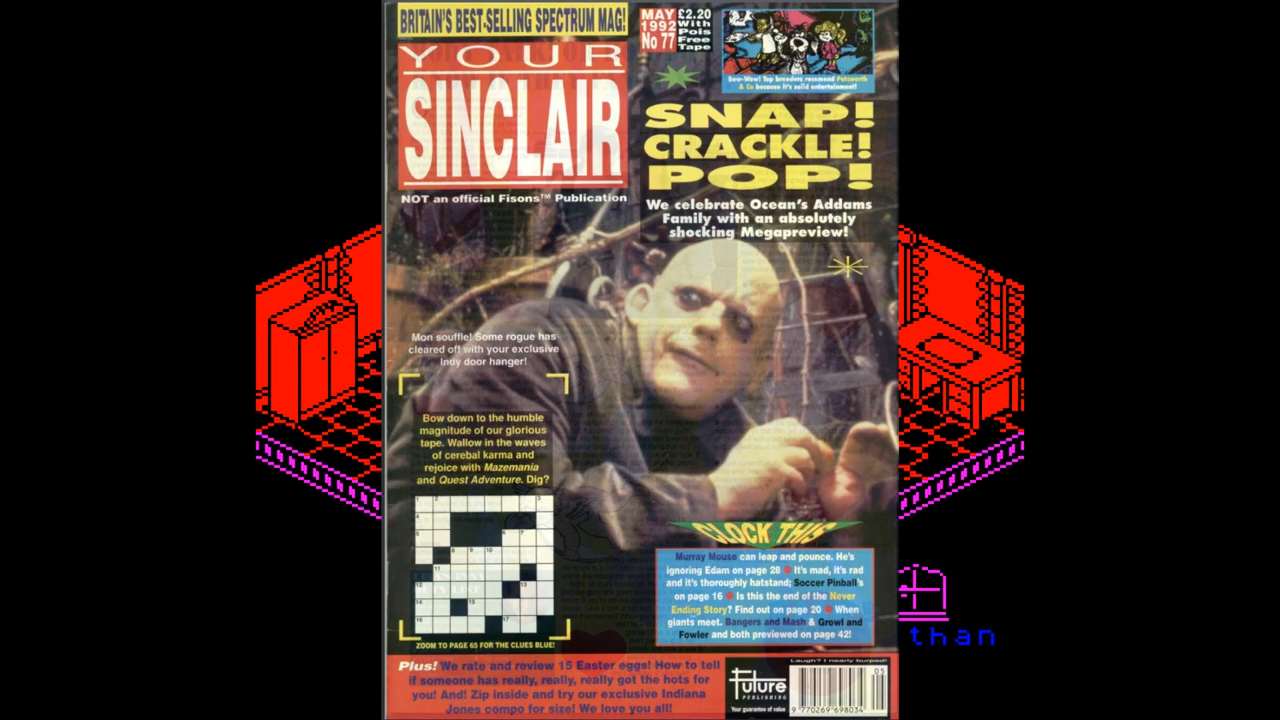 BRITAIN'S BEST-SELLING SPECTRUM MAG!
YOUR
SINCLAIR
NOT an official Fisons™ Publication
MAY
1992
No 77
£2.20
With
Pois
Free
Tape
Bow-Wow! Top breeders recomend Potsworth
& Co because it's solid entertainment!
SNAP!
CRACKLE!
POP!
We celebrate Ocean's Addams
Family with an absolutely
shocking Megapreview!
Mon souffle! Some rogue has
cleared off with your exclusive
Indy door hanger!
Bow down to the humble
magnitude of our glorious
tape. Wallow in the waves
of cerebal karma and
rejoice with Mazemania
and Quest Adventure. Dig?
ZOOM TO PAGE 65 FOR THE CLUES BLUE!
CLOCK THIS
Murray Mouse can leap and pounce. He's
ignoring Edam on page 28 It's mad, it's rad
and it's thoroughly hatstand; Soccer Pinball's
on page 16 Is this the end of the Never
Ending Story? Find out on page 20 When
giants meet. Bangers and Mash & Growl and
Fowler and both previewed on page 42!
than
Plus! We rate and review 15 Easter eggs! How to tell
if someone has really, really, really got the hots for
you! And! Zip inside and try our exclusive Indiana
Jones compo for size! We love you all!
Future
PUBLISHING
Your guarantee of value
Laugh? I nearly burped!
05
9 770269 698034